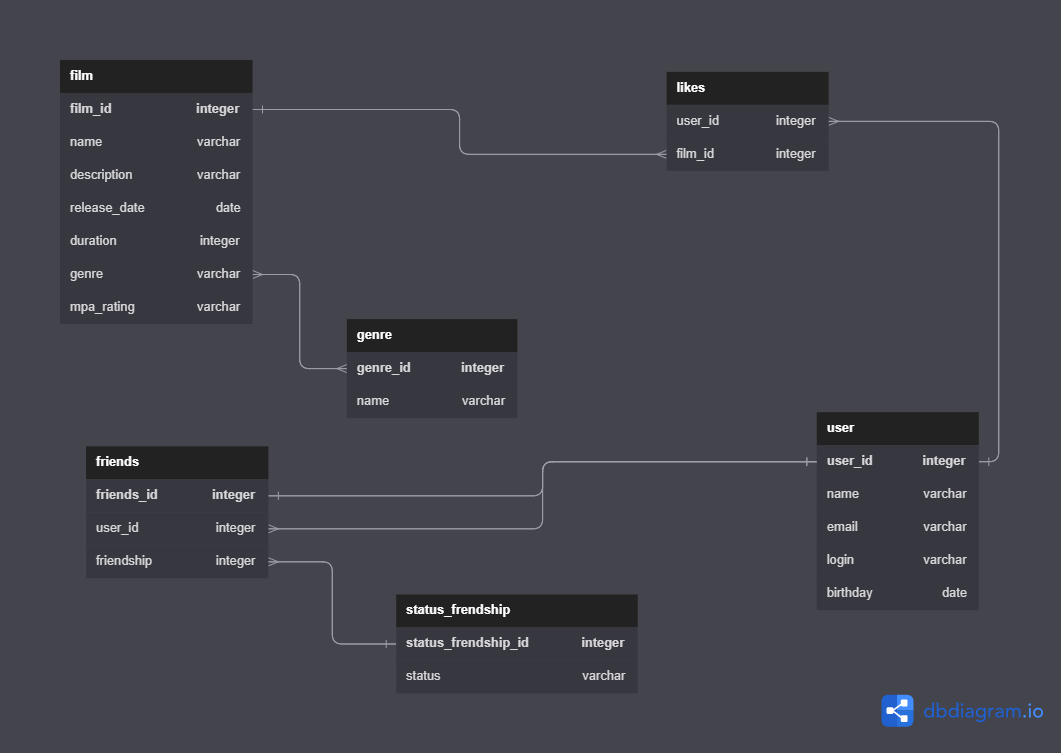 film
film_id integer
name varchar
description varchar
release_date date
duration integer
genre varchar
mpa_rating varchar
likes
user_id integer
film_id integer
genre
genre_id integer
name varchar
friends
friends_id integer
user_id integer
friendship integer
user
user_id integer
name varchar
email varchar
login varchar
birthday date
status_frendship
status_frendship_id integer
status varchar
dbdiagram.io